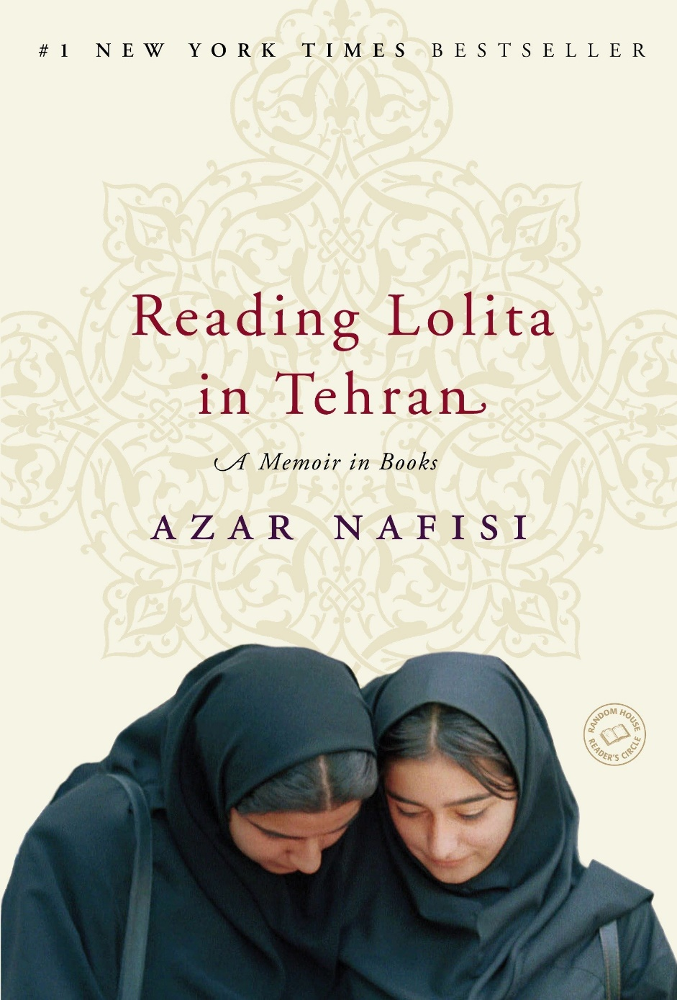 #1 NEW YORK TIMES BESTSELLER
Reading Lolita
in Tehran
A Memoir in Books
AZAR NAFISI
RANDOM HOUSE
READER'S CIRCLE